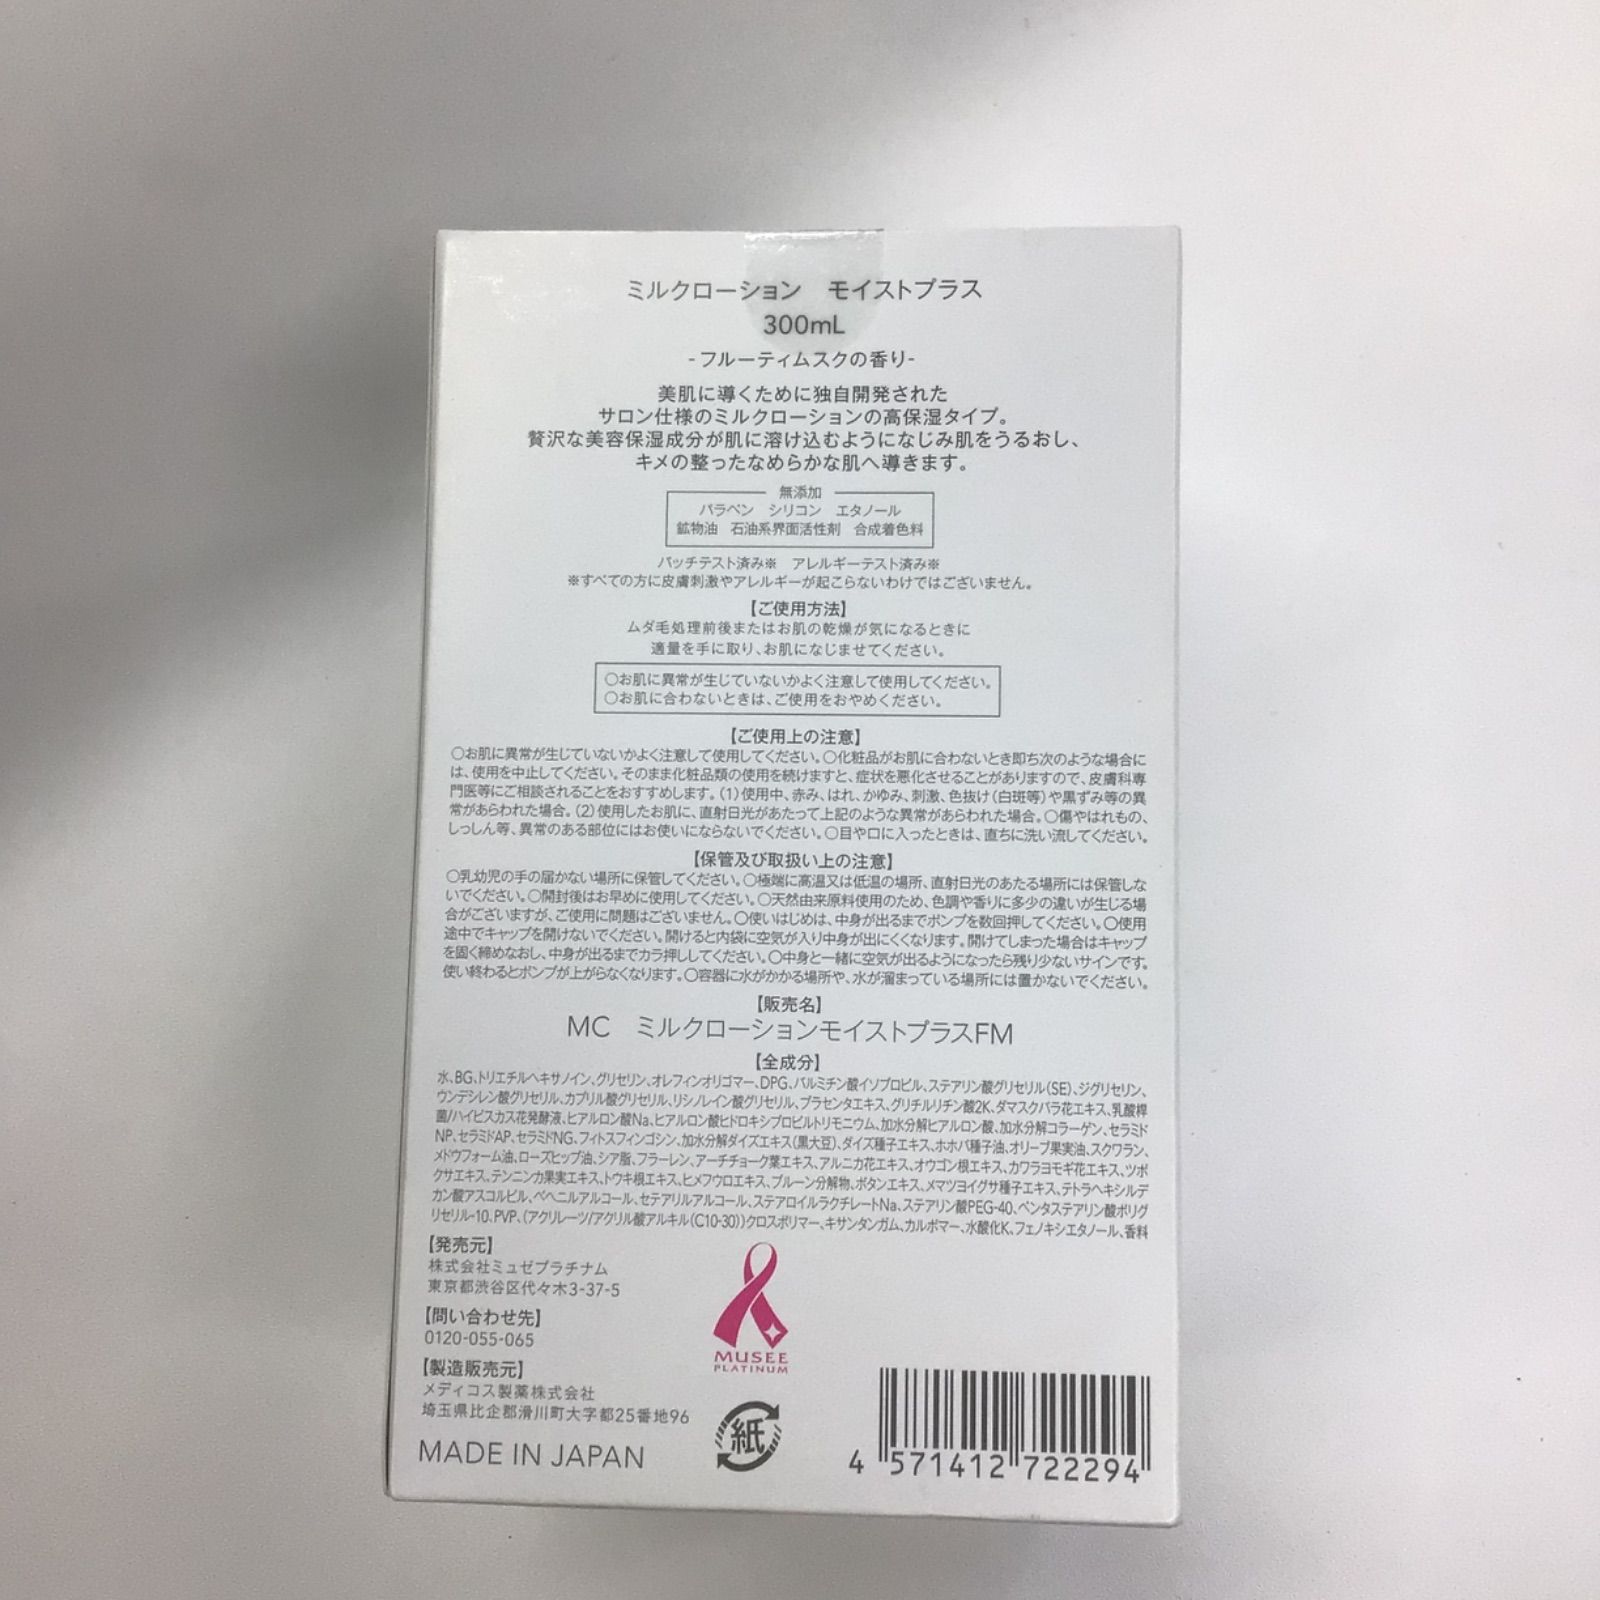 ミルクローション　モイストプラス
300mL
-フルーティムスクの香り-
美肌に導くために独自開発された
サロン仕様のミルクローションの高保湿タイプ。
贅沢な美容保湿成分が肌に溶け込むようになじみ肌をうるおし、
キメの整ったなめらかな肌へ導きます。
無添加
パラベン　シリコン　エタノール
鉱物油　石油系界面活性剤　合成着色料
パッチテスト済み※　アレルギーテスト済み※
※すべての方に皮膚刺激やアレルギーが起こらないわけではございません。
【ご使用方法】
ムダ毛処理前後またはお肌の乾燥が気になるときに
適量を手に取り、お肌になじませてください。
○お肌に異常が生じていないかよく注意して使用してください。
○お肌に合わないときは、ご使用をおやめください。
【ご使用上の注意】
○お肌に異常が生じていないかよく注意して使用してください。○化粧品がお肌に合わないとき即ち次のような場合に
は、使用を中止してください。そのまま化粧品類の使用を続けますと、症状を悪化させることがありますので、皮膚科専
門医等にご相談されることをおすすめします。(1)使用中、赤み、はれ、かゆみ、刺激、色抜け(白斑等)や黒ずみ等の異
常があらわれた場合。(2)使用したお肌に、直射日光があたって上記のような異常があらわれた場合。○傷やはれもの、
しっしん等、異常のある部位にはお使いにならないでください。○目や口に入ったときは、直ちに洗い流してください。
【保管及び取扱い上の注意】
○乳幼児の手の届かない場所に保管してください。○極端に高温又は低温の場所、直射日光のあたる場所には保管しな
いでください。○開封後はお早めに使用してください。○天然由来原料使用のため、色調や香りに多少の違いが生じる場
合がございますが、ご使用に問題はございません。○使いはじめは、中身が出るまでポンプを数回押してください。○使用
途中でキャップを開けないでください。開けると内袋に空気が入り中身が出にくくなります。開けてしまった場合はキャップ
を固く締めなおし、中身が出るまでカラ押ししてください。○中身と一緒に空気が出るようになったら残り少ないサインです。
使い終わるとポンプが上がらなくなります。○容器に水がかかる場所や、水が溜まっている場所には置かないでください。
【販売名】
MC　ミルクローションモイストプラスFM
【全成分】
水、BG、トリエチルヘキサノイン、グリセリン、オレフィンオリゴマー、DPG、パルミチン酸イソプロピル、ステアリン酸グリセリル(SE)、ジグリセリン、
ウンデシレン酸グリセリル、カプリル酸グリセリル、リシノレイン酸グリセリル、プラセンタエキス、グリチルリチン酸2K、ダマスクバラ花エキス、乳酸桿
菌/ハイビスカス花発酵液、ヒアルロン酸Na、ヒアルロン酸ヒドロキシプロピルトリモニウム、加水分解ヒアルロン酸、加水分解コラーゲン、セラミド
NP、セラミドAP、セラミドNG、フィトスフィンゴシン、加水分解ダイズエキス(黒大豆)、ダイズ種子エキス、ホホバ種子油、オリーブ果実油、スクワラン、
メドウフォーム油、ローズヒップ油、シア脂、フラーレン、アーチチョーク葉エキス、アルニカ花エキス、オウゴン根エキス、カワラヨモギ花エキス、ツボ
クサエキス、テンニンカ果実エキス、トウキ根エキス、ヒメフウロエキス、プルーン分解物、ボタンエキス、メマツヨイグサ種子エキス、テトラヘキシルデ
カン酸アスコルビル、ベヘニルアルコール、セテアリルアルコール、ステアロイルラクチレートNa、ステアリン酸PEG-40、ペンタステアリン酸ポリグ
リセリル-10、PVP、(アクリレーツ/アクリル酸アルキル(C10-30))クロスポリマー、キサンタンガム、カルボマー、水酸化K、フェノキシエタノール、香料
【発売元】
株式会社ミュゼプラチナム
東京都渋谷区代々木3-37-5
【問い合わせ先】
0120-055-065
【製造販売元】
メディコス製薬株式会社
埼玉県比企郡滑川町大字都25番地96
MADE IN JAPAN
MUSEE
PLATINUM
紙
4 571412 722294